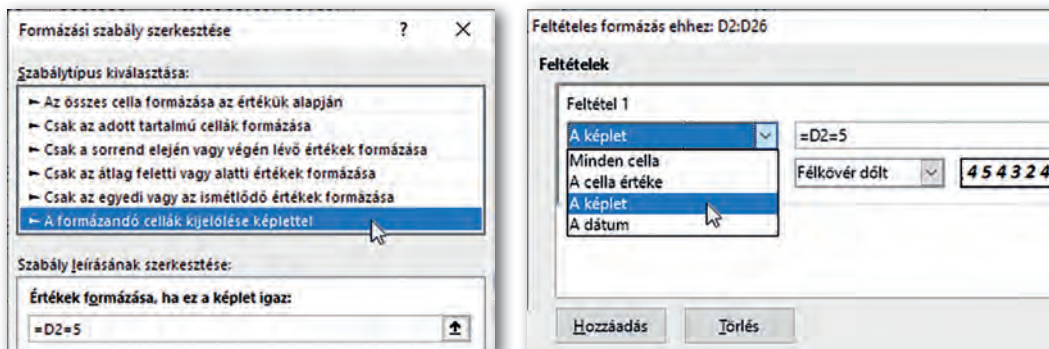 Formázási szabály szerkesztése ?
Szabálytípus kiválasztása:
► Az összes cella formázása az értékük alapján
► Csak az adott tartalmú cellák formázása
► Csak a sorrend elején vagy végén lévő értékek formázása
► Csak az átlag feletti vagy alatti értékek formázása
► Csak az egyedi vagy az ismétlődő értékek formázása
► A formázandó cellák kijelölése képlettel
Szabály leírásának szerkesztése:
Értékek formázása, ha ez a képlet igaz:
=D2=5
Feltételes formázás ehhez: D2:D26
Feltételek
Feltétel 1
A képlet =D2=5
Minden cella
A cella értéke
A képlet
A dátum
Félkövér dőlt 454324
Hozzáadás Törlés